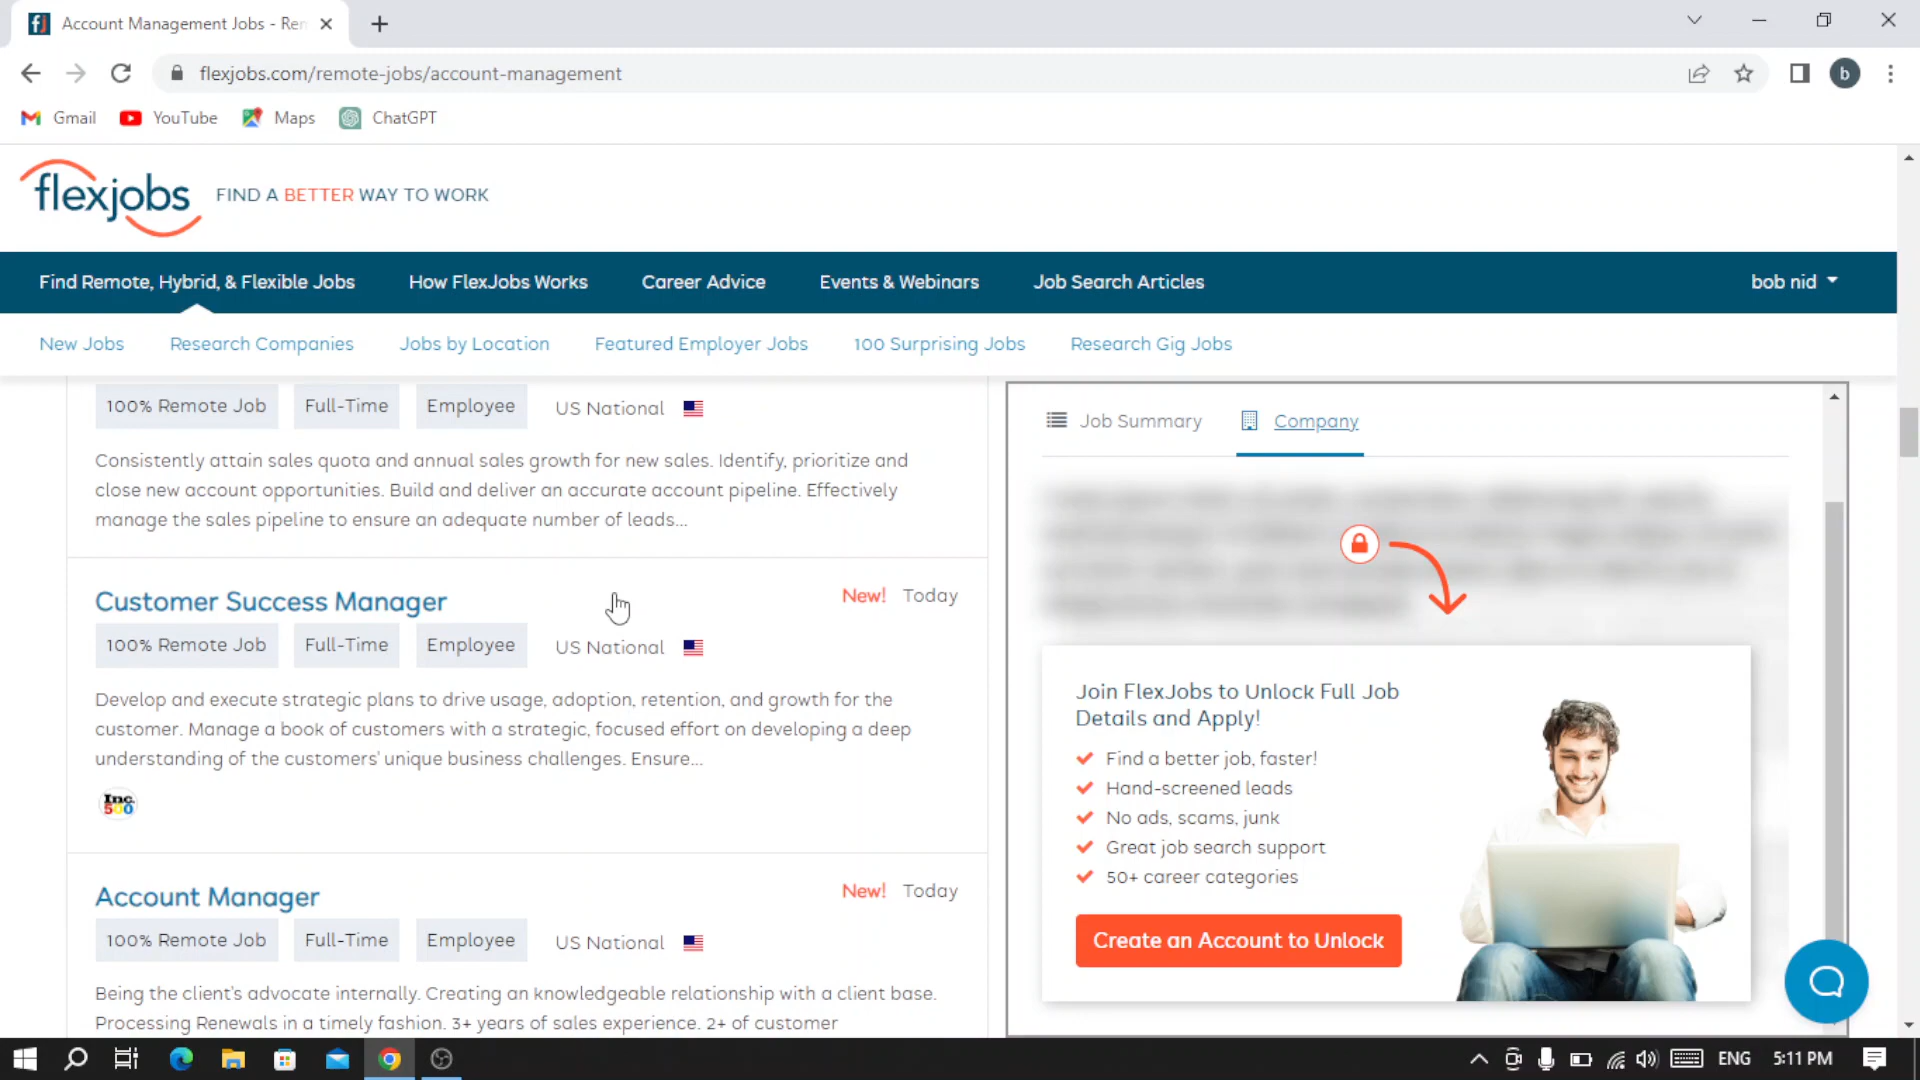 Account Management Jobs - Ren
flexjobs.com/remote-jobs/account-management
b
Gmail
YouTube
Maps
ChatGPT
fj
flexjobs
FIND A BETTER WAY TO WORK
Find Remote, Hybrid, & Flexible Jobs
How FlexJobs Works
Career Advice
Events & Webinars
Job Search Articles
bob nid
New Jobs
Research Companies
Jobs by Location
Featured Employer Jobs
100 Surprising Jobs
Research Gig Jobs
100% Remote Job
Full-Time
Employee
US National
Consistently attain sales quota and annual sales growth for new sales. Identify, prioritize and
close new account opportunities. Build and deliver an accurate account pipeline. Effectively
manage the sales pipeline to ensure an adequate number of leads...
Customer Success Manager
New! Today
100% Remote Job
Full-Time
Employee
US National
Develop and execute strategic plans to drive usage, adoption, retention, and growth for the
customer. Manage a book of customers with a strategic, focused effort on developing a deep
understanding of the customers' unique business challenges. Ensure...
Inc.
500
Account Manager
New! Today
100% Remote Job
Full-Time
Employee
US National
Being the client's advocate internally. Creating an knowledgeable relationship with a client base.
Processing Renewals in a timely fashion. 3+ years of sales experience. 2+ of customer
Job Summary
Company
Join FlexJobs to Unlock Full Job
Details and Apply!
Find a better job, faster!
Hand-screened leads
No ads, scams, junk
Great job search support
50+ career categories
Create an Account to Unlock
ENG
5:11 PM